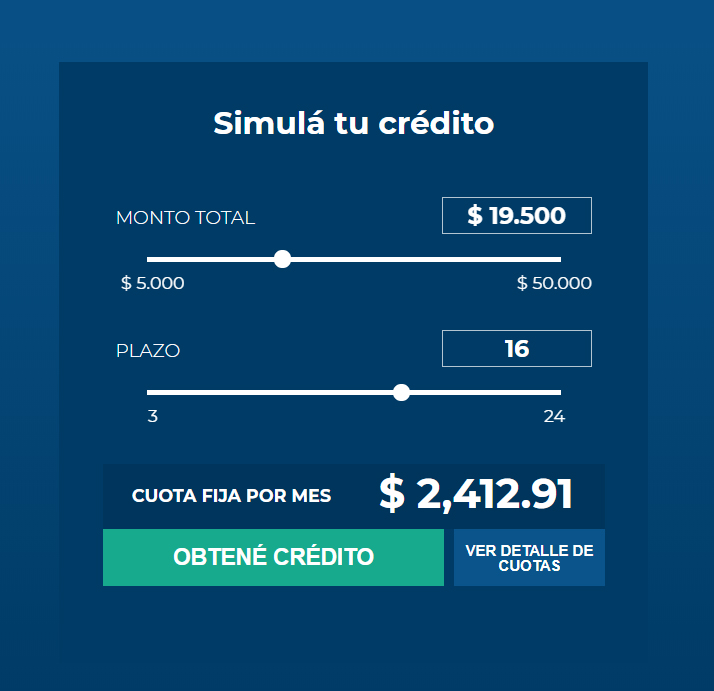 Simulá tu crédito
MONTO TOTAL
$ 19.500
$ 5.000
$ 50.000
PLAZO
16
3
24
CUOTA FIJA POR MES
$ 2,412.91
OBTENÉ CRÉDITO
VER DETALLE DE
CUOTAS